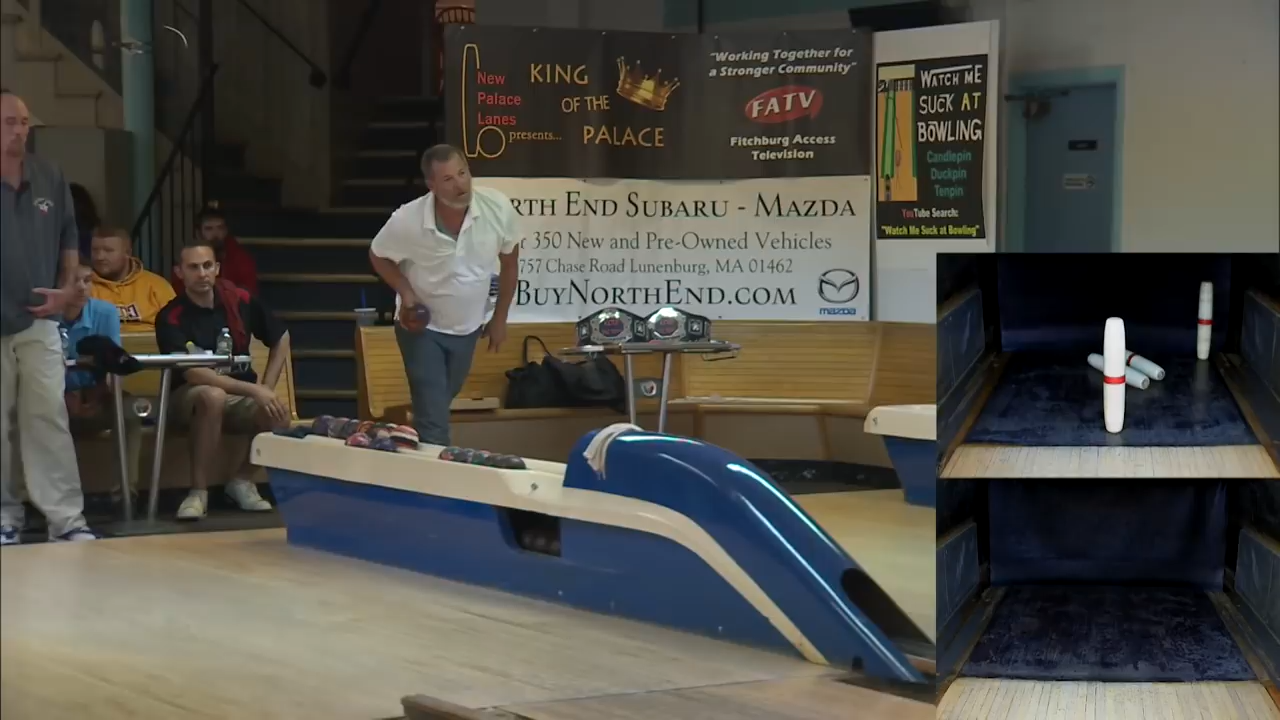 New
Palace
Lanes
presents...
KING
OF THE
PALACE
"Working Together for
a Stronger Community"
FATV
Fitchburg Access
Television
RTH END SUBARU - MAZDA
350 New and Pre-Owned Vehicles
757 Chase Road Lunenburg, MA 01462
BUYNORTHEND.COM
mazda
WATCH ME
SUCK AT
BOWLING
Candlepin
Duckpin
Tenpin
YouTube Search:
"Watch Me Suck at Bowling"